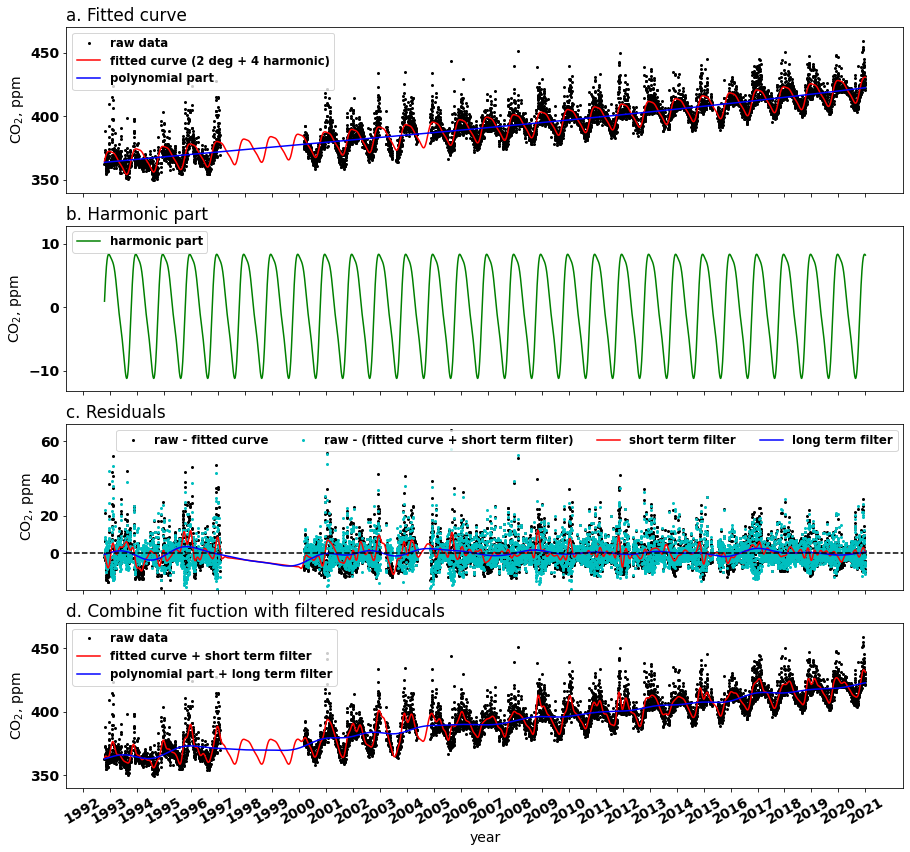 a. Fitted curve
raw data
fitted curve (2 deg + 4 harmonic)
polynomial part
CO2, ppm
450
400
350
b. Harmonic part
harmonic part
CO2, ppm
10
0
−10
c. Residuals
raw - fitted curve
raw - (fitted curve + short term filter)
short term filter
long term filter
CO2, ppm
60
40
20
0
d. Combine fit fuction with filtered residucals
raw data
fitted curve + short term filter
polynomial part + long term filter
CO2, ppm
450
400
350
1992 1993 1994 1995 1996 1997 1998 1999 2000 2001 2002 2003 2004 2005 2006 2007 2008 2009 2010 2011 2012 2013 2014 2015 2016 2017 2018 2019 2020 2021
year